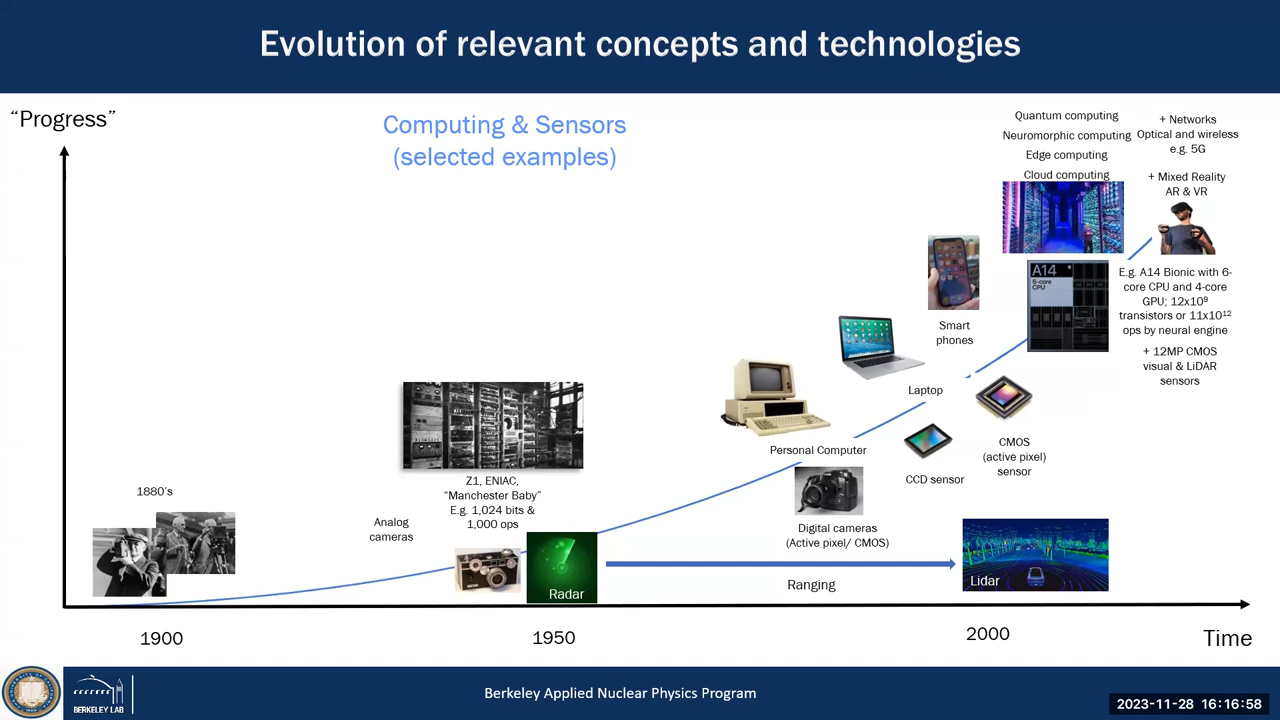 Evolution of relevant concepts and technologies
“Progress”
Computing & Sensors
(selected examples)
Quantum computing
Neuromorphic computing
Edge computing
Cloud computing
+ Networks
Optical and wireless
e.g. 5G
+ Mixed Reality
AR & VR
A14
6-core
CPU
E.g. A14 Bionic with 6-
core CPU and 4-core
GPU; 12x10⁹
transistors or 11x10¹²
ops by neural engine
+ 12MP CMOS
visual & LiDAR
sensors
Smart
phones
Laptop
CMOS
(active pixel)
sensor
CCD sensor
Personal Computer
Digital cameras
(Active pixel/ CMOS)
Z1, ENIAC,
“Manchester Baby”
E.g. 1,024 bits &
1,000 ops
1880’s
Analog
cameras
Radar
Ranging
Lidar
1900
1950
2000
Time
BERKELEY LAB
Berkeley Applied Nuclear Physics Program
2023-11-28 16:16:58